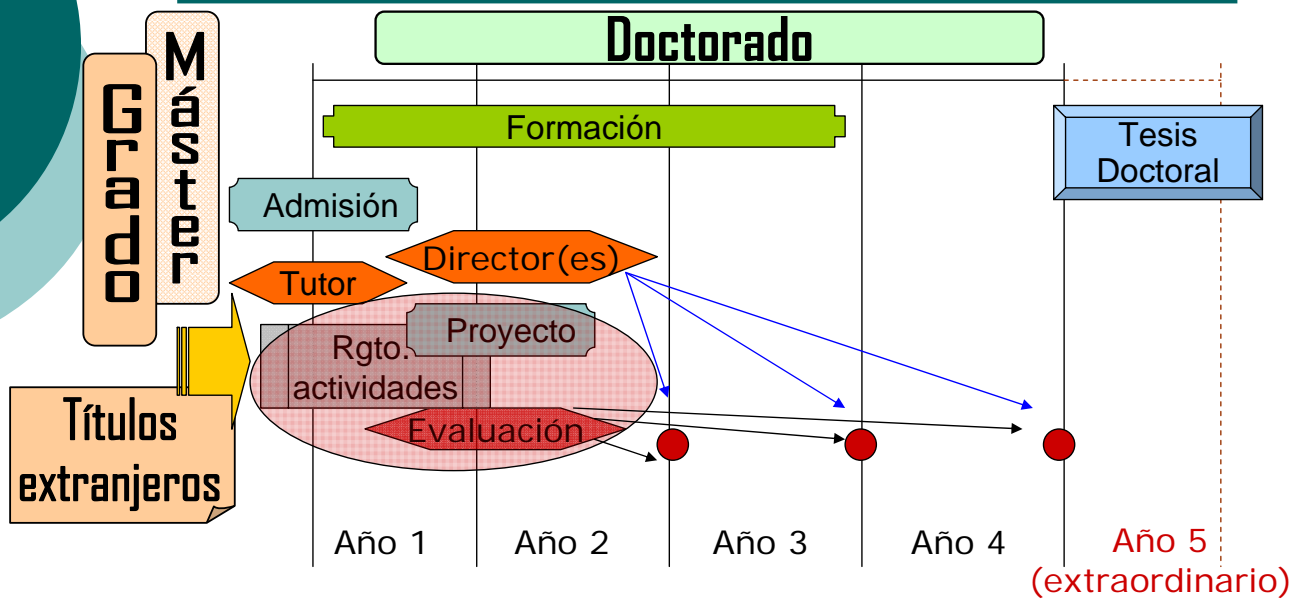 Doctorado
Máster
Grado
Formación
Tesis
Doctoral
Admisión
Director(es)
Tutor
Proyecto
Rgto.
actividades
Evaluación
Títulos
extranjeros
Año 1
Año 2
Año 3
Año 4
Año 5
(extraordinario)